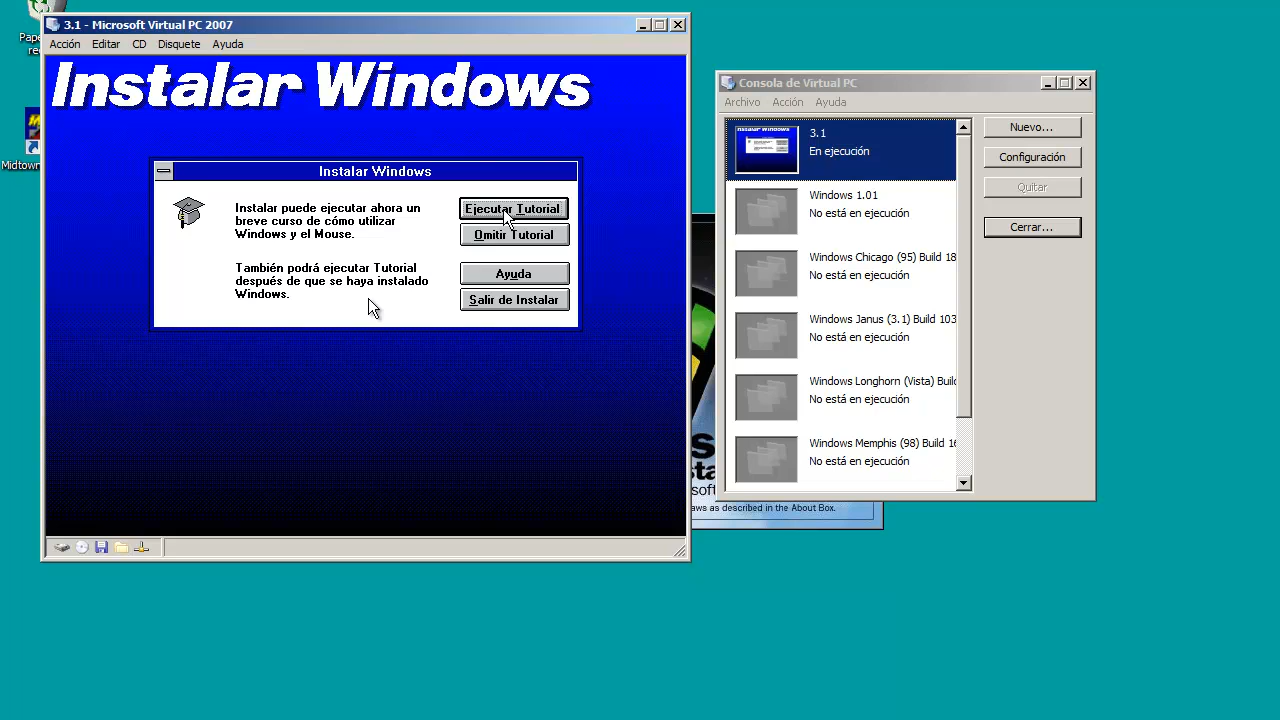 Pape
re
Midtown
3.1 - Microsoft Virtual PC 2007
Acción Editar CD Disquete Ayuda
Instalar Windows
Instalar Windows
Instalar puede ejecutar ahora un
breve curso de cómo utilizar
Windows y el Mouse.
También podrá ejecutar Tutorial
después de que se haya instalado
Windows.
Ejecutar Tutorial
Omitir Tutorial
Ayuda
Salir de Instalar
Consola de Virtual PC
Archivo Acción Ayuda
3.1
En ejecución
Windows 1.01
No está en ejecución
Windows Chicago (95) Build 18
No está en ejecución
Windows Janus (3.1) Build 103
No está en ejecución
Windows Longhorn (Vista) Build
No está en ejecución
Windows Memphis (98) Build 16
No está en ejecución
Nuevo...
Configuración
Quitar
Cerrar...
aws as described in the About Box.